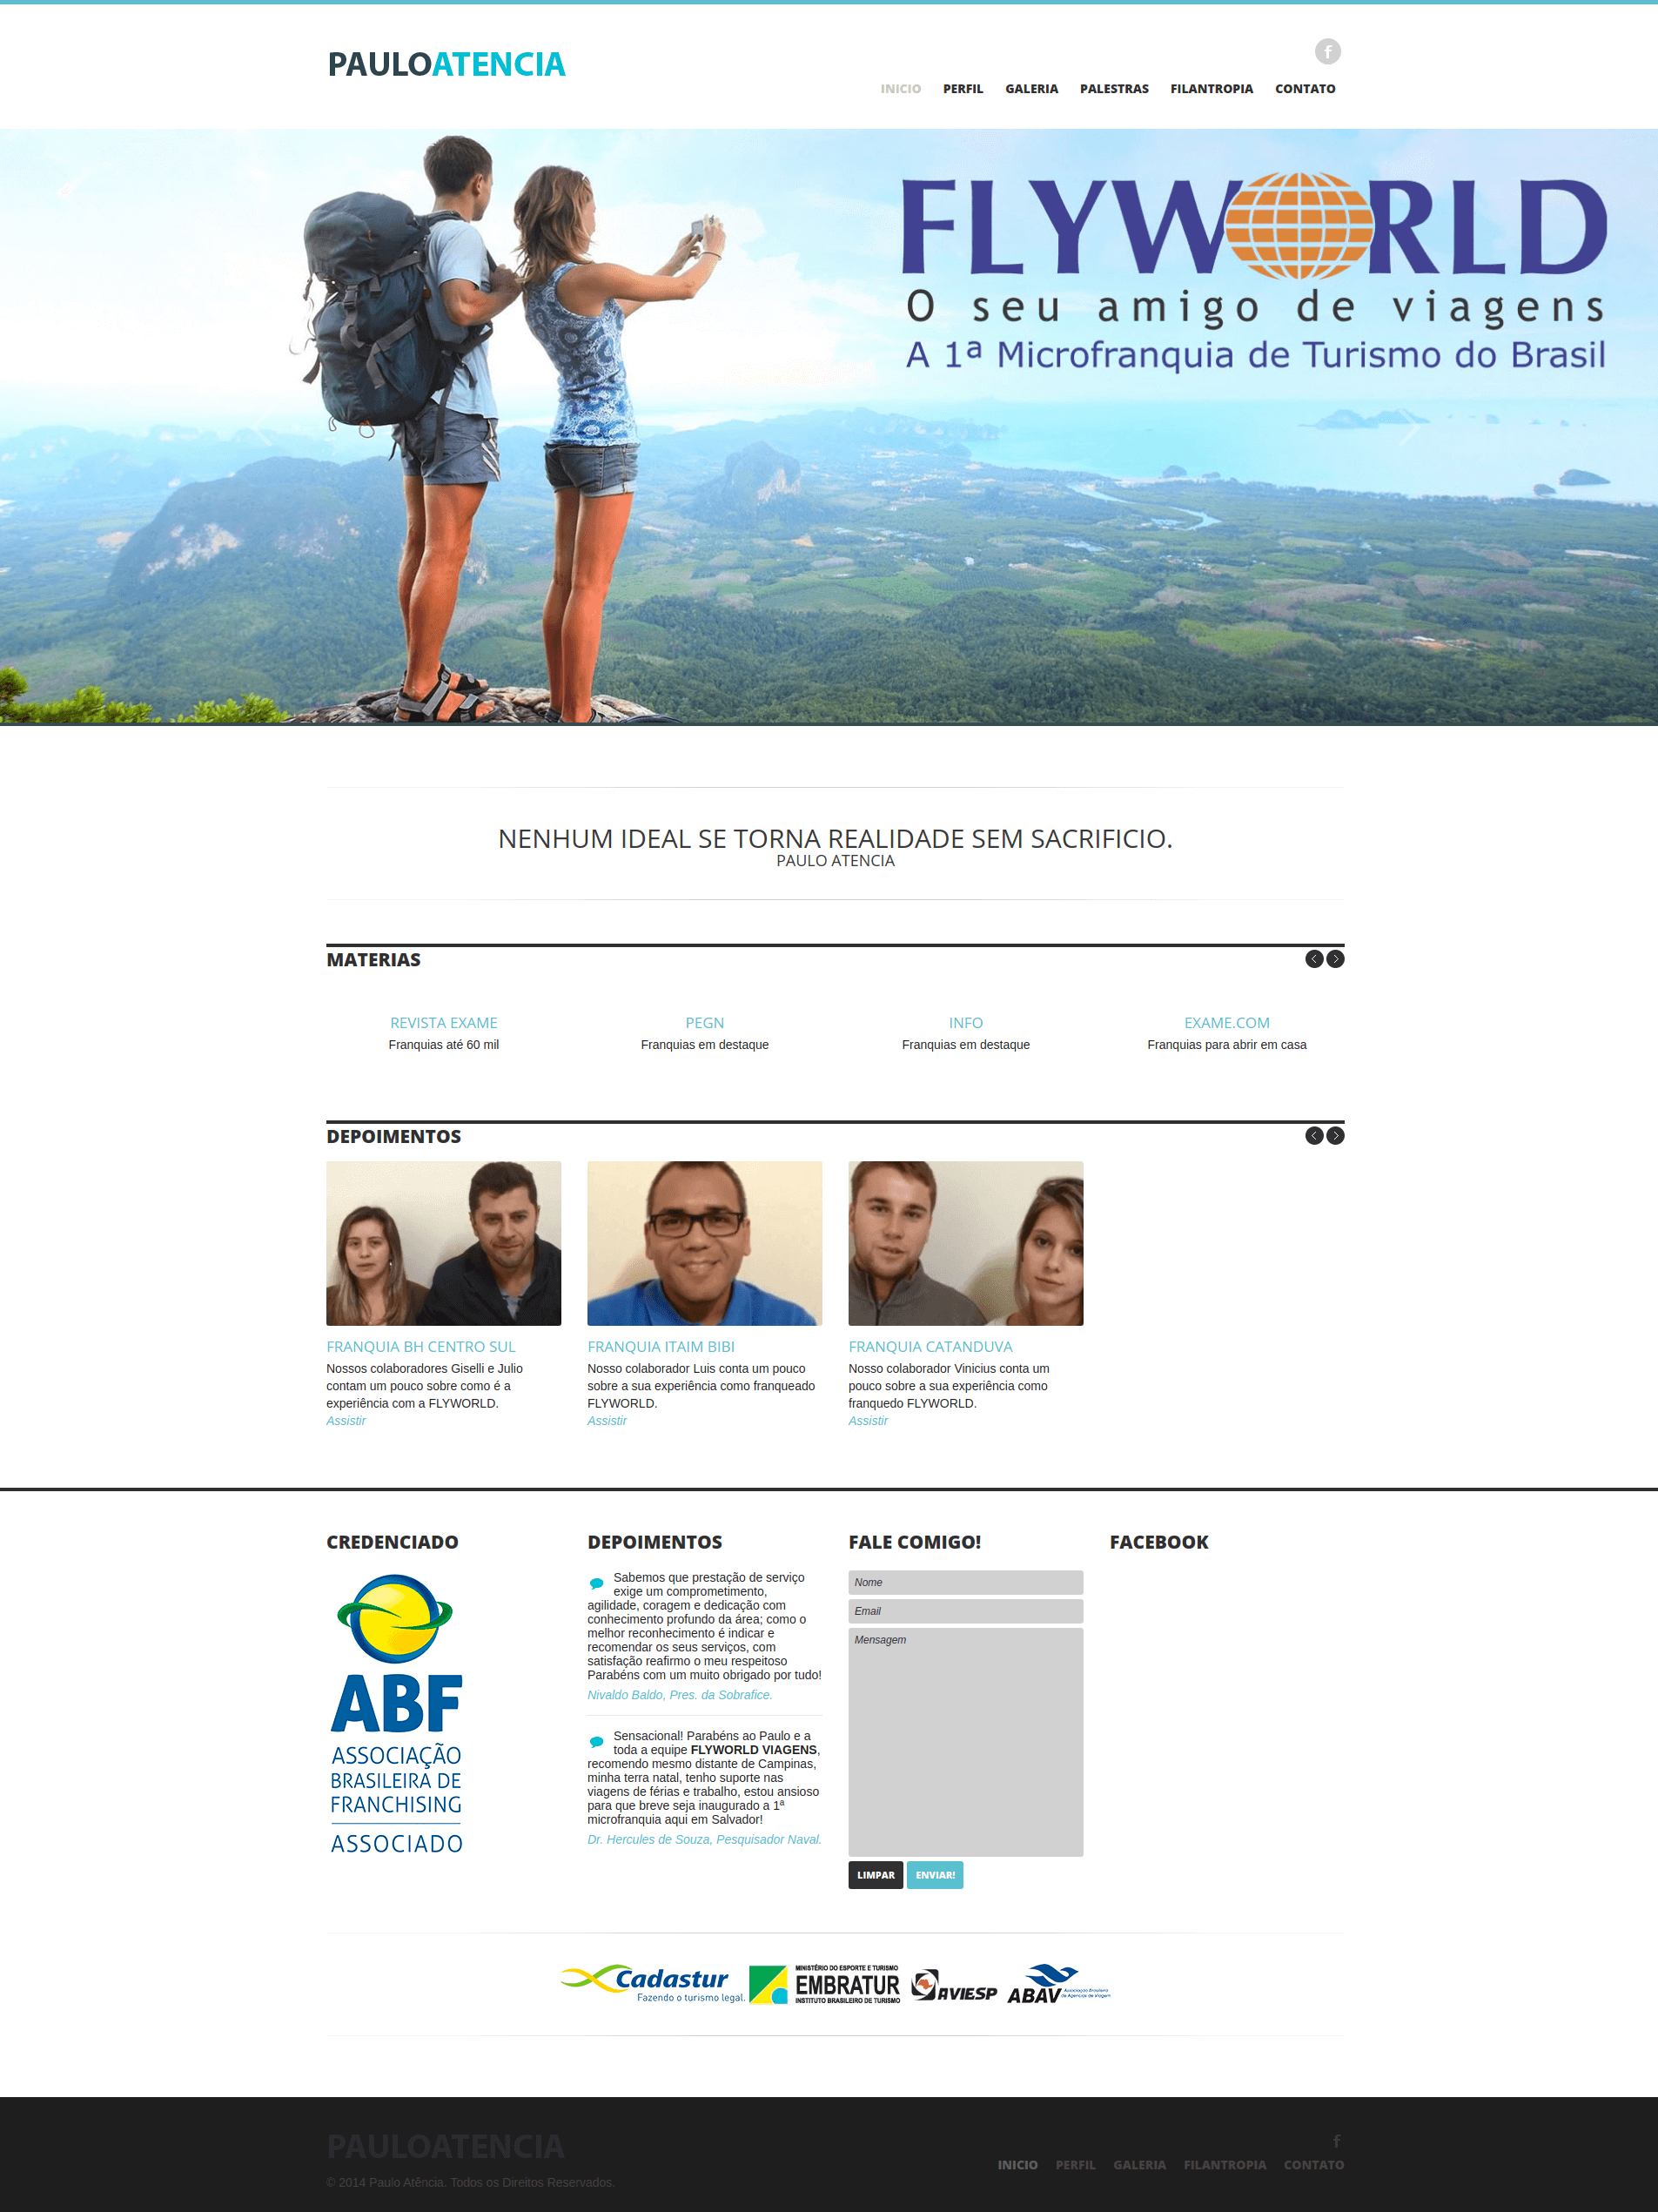 PAULOATENCIA
INICIO PERFIL GALERIA PALESTRAS FILANTROPIA CONTATO
FLYWORLD
O seu amigo de viagens
A 1ª Microfranquia de Turismo do Brasil
NENHUM IDEAL SE TORNA REALIDADE SEM SACRIFICIO.
PAULO ATENCIA
MATERIAS
REVISTA EXAME
Franquias até 60 mil
PEGN
Franquias em destaque
INFO
Franquias em destaque
EXAME.COM
Franquias para abrir em casa
DEPOIMENTOS
FRANQUIA BH CENTRO SUL
Nossos colaboradores Giselli e Julio
contam um pouco sobre como é a
experiência com a FLYWORLD.
Assistir
FRANQUIA ITAIM BIBI
Nosso colaborador Luis conta um pouco
sobre a sua experiência como franqueado
FLYWORLD.
Assistir
FRANQUIA CATANDUVA
Nosso colaborador Vinicius conta um
pouco sobre a sua experiência como
franquedo FLYWORLD.
Assistir
CREDENCIADO
ABF
ASSOCIAÇÃO
BRASILEIRA DE
FRANCHISING
ASSOCIADO
DEPOIMENTOS
Sabemos que prestação de serviço
exige um comprometimento,
agilidade, coragem e dedicação com
conhecimento profundo da área; como o
melhor reconhecimento é indicar e
recomendar os seus serviços, com
satisfação reafirmo o meu respeitoso
Parabéns com um muito obrigado por tudo!
Nivaldo Baldo, Pres. da Sobrafice.
Sensacional! Parabéns ao Paulo e a
toda a equipe FLYWORLD VIAGENS,
recomendo mesmo distante de Campinas,
minha terra natal, tenho suporte nas
viagens de férias e trabalho, estou ansioso
para que breve seja inaugurado a 1ª
microfranquia aqui em Salvador!
Dr. Hercules de Souza, Pesquisador Naval.
FALE COMIGO!
Nome
Email
Mensagem
LIMPAR ENVIAR!
FACEBOOK
Cadastur
Fazendo o turismo legal.
MINISTÉRIO DO ESPORTE E TURISMO
EMBRATUR
INSTITUTO BRASILEIRO DE TURISMO
AVIESP
ABAV
Associação Brasileira
de Agências de Viagem
PAULOATENCIA
© 2014 Paulo Atência. Todos os Direitos Reservados.
INICIO PERFIL GALERIA FILANTROPIA CONTATO